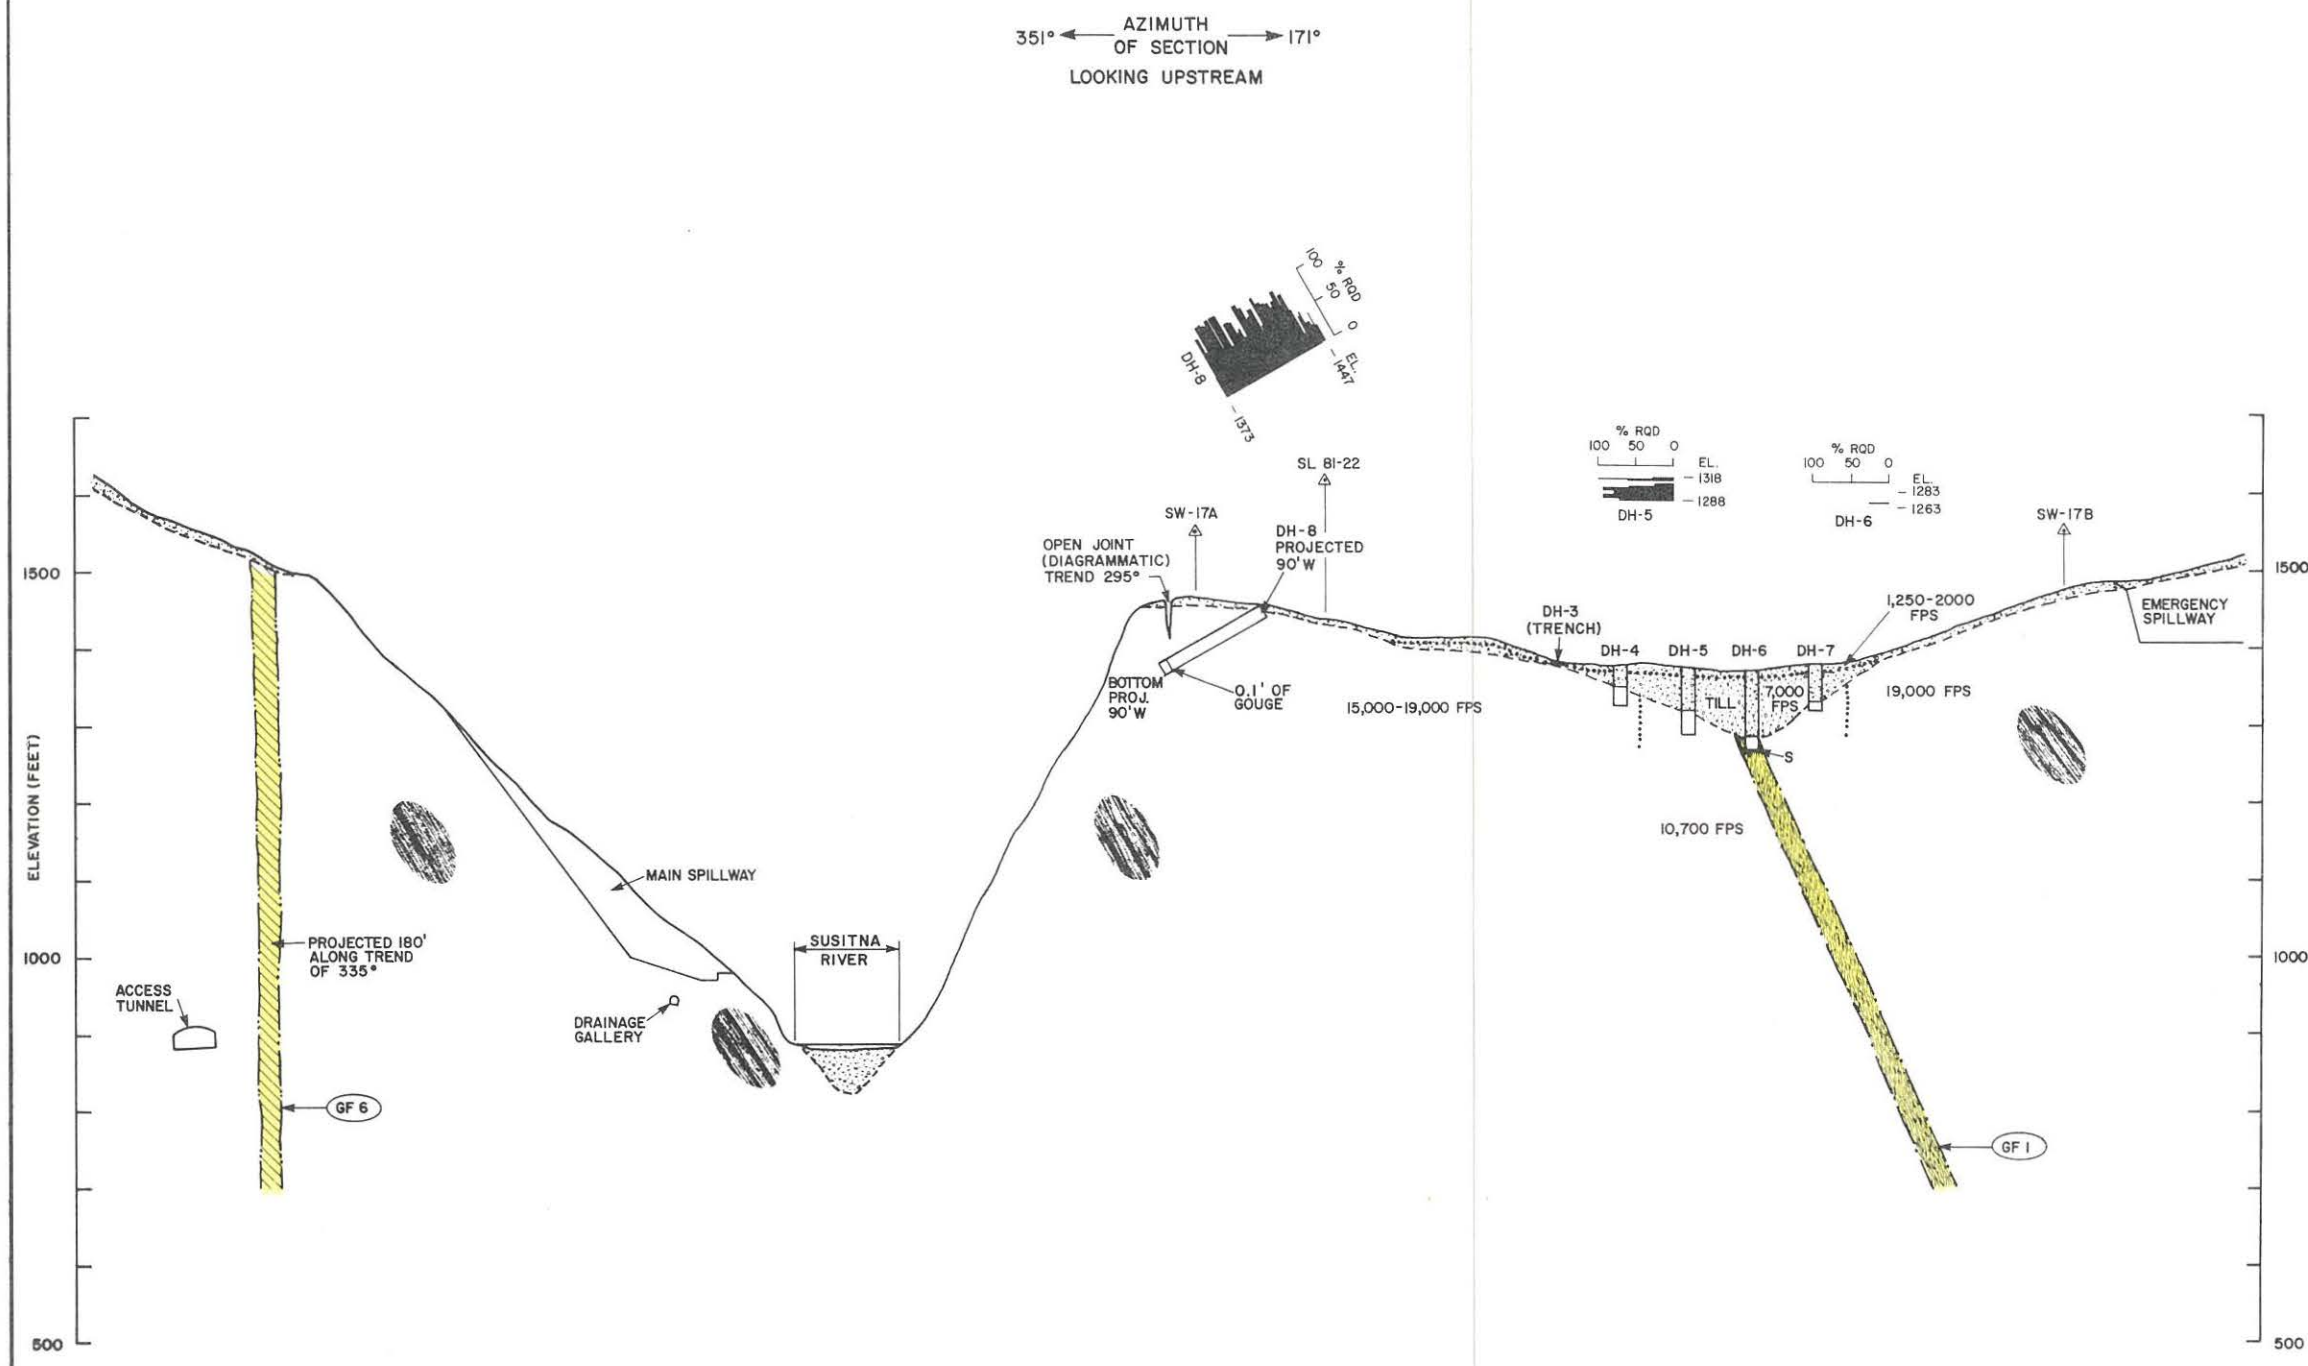 AZIMUTH
351° 171°
OF SECTION
LOOKING UPSTREAM
100
% RQD
50
0
EL.
1447
DH-8
1373
SL 81-22
SW-17A
DH-8
PROJECTED
90'W
OPEN JOINT
(DIAGRAMMATIC)
TREND 295°
% RQD
100 50 0
EL.
1318
1288
DH-5
% RQD
100 50 0
EL.
1283
1263
DH-6
SW-17B
1500
1500
1,250-2000
FPS
DH-3
(TRENCH)
EMERGENCY
SPILLWAY
DH-4 DH-5 DH-6 DH-7
BOTTOM
PROJ.
90'W
0.1' OF
GOUGE
15,000-19,000 FPS
TILL
7,000
FPS
19,000 FPS
S
10,700 FPS
ELEVATION (FEET)
MAIN SPILLWAY
PROJECTED 180'
ALONG TREND
OF 335°
SUSITNA
RIVER
1000
1000
ACCESS
TUNNEL
DRAINAGE
GALLERY
GF 6
GF 1
500
500